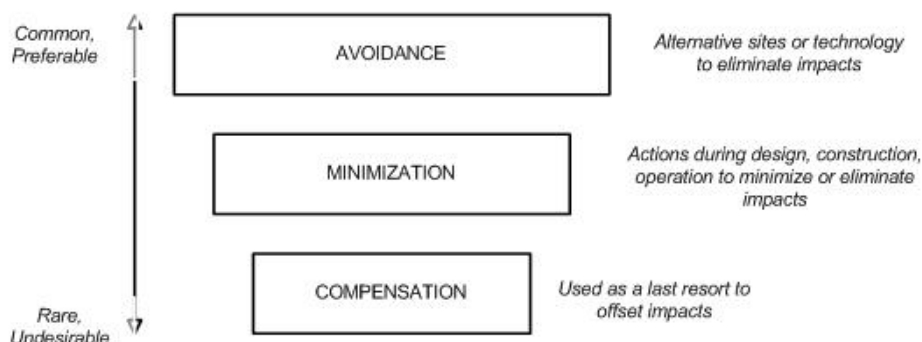 Common,
Preferable
AVOIDANCE
Alternative sites or technology
to eliminate impacts
MINIMIZATION
Actions during design, construction,
operation to minimize or eliminate
impacts
COMPENSATION
Used as a last resort to
offset impacts
Rare,
Undesirable